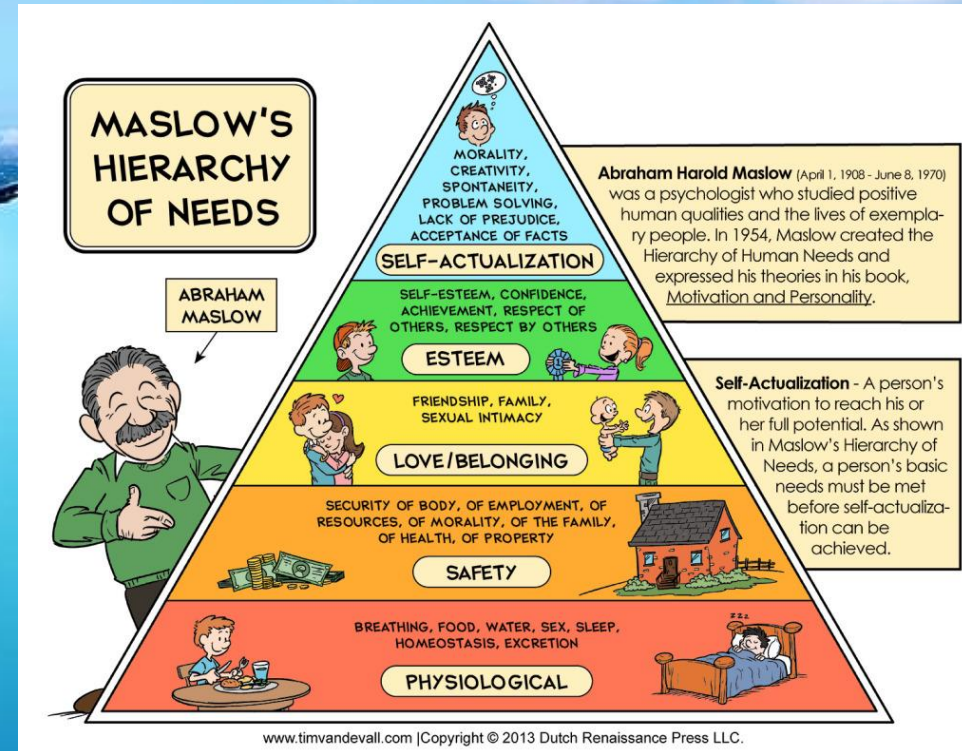 MASLOW'S
HIERARCHY
OF NEEDS
ABRAHAM
MASLOW
MORALITY,
CREATIVITY,
SPONTANEITY,
PROBLEM SOLVING,
LACK OF PREJUDICE,
ACCEPTANCE OF FACTS
SELF-ACTUALIZATION
SELF-ESTEEM, CONFIDENCE,
ACHIEVEMENT, RESPECT OF
OTHERS, RESPECT BY OTHERS
ESTEEM
1
FRIENDSHIP, FAMILY,
SEXUAL INTIMACY
LOVE/BELONGING
SECURITY OF BODY, OF EMPLOYMENT, OF
RESOURCES, OF MORALITY, OF THE FAMILY,
OF HEALTH, OF PROPERTY
SAFETY
BREATHING, FOOD, WATER, SEX, SLEEP,
HOMEOSTASIS, EXCRETION
PHYSIOLOGICAL
zzz
Abraham Harold Maslow (April 1, 1908 - June 8, 1970)
was a psychologist who studied positive
human qualities and the lives of exempla-
ry people. In 1954, Maslow created the
Hierarchy of Human Needs and
expressed his theories in his book,
Motivation and Personality.
Self-Actualization - A person's
motivation to reach his or
her full potential. As shown
in Maslow's Hierarchy of
Needs, a person's basic
needs must be met
before self-actualiza-
tion can be
achieved.
www.timvandevall.com |Copyright © 2013 Dutch Renaissance Press LLC.